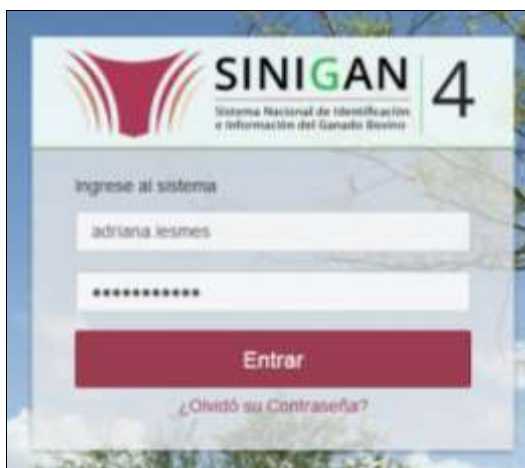 SINIGAN 4
Sistema Nacional de Identificación
e Información del Ganado Bovino
Ingrese al sistema
adriana lesmes
•••••••••••
Entrar
¿Olvidó su Contraseña?